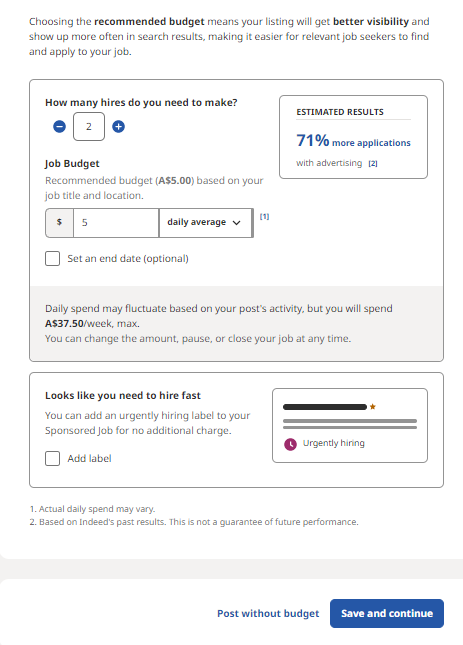 Choosing the recommended budget means your listing will get better visibility and
show up more often in search results, making it easier for relevant job seekers to find
and apply to your job.
How many hires do you need to make?
2
ESTIMATED RESULTS
71% more applications
with advertising [2]
Job Budget
Recommended budget (A$5.00) based on your
job title and location.
$ 5 daily average [1]
Set an end date (optional)
Daily spend may fluctuate based on your post's activity, but you will spend
A$37.50/week, max.
You can change the amount, pause, or close your job at any time.
Looks like you need to hire fast
You can add an urgently hiring label to your
Sponsored Job for no additional charge.
Add label
Urgently hiring
1. Actual daily spend may vary.
2. Based on Indeed's past results. This is not a guarantee of future performance.
Post without budget
Save and continue